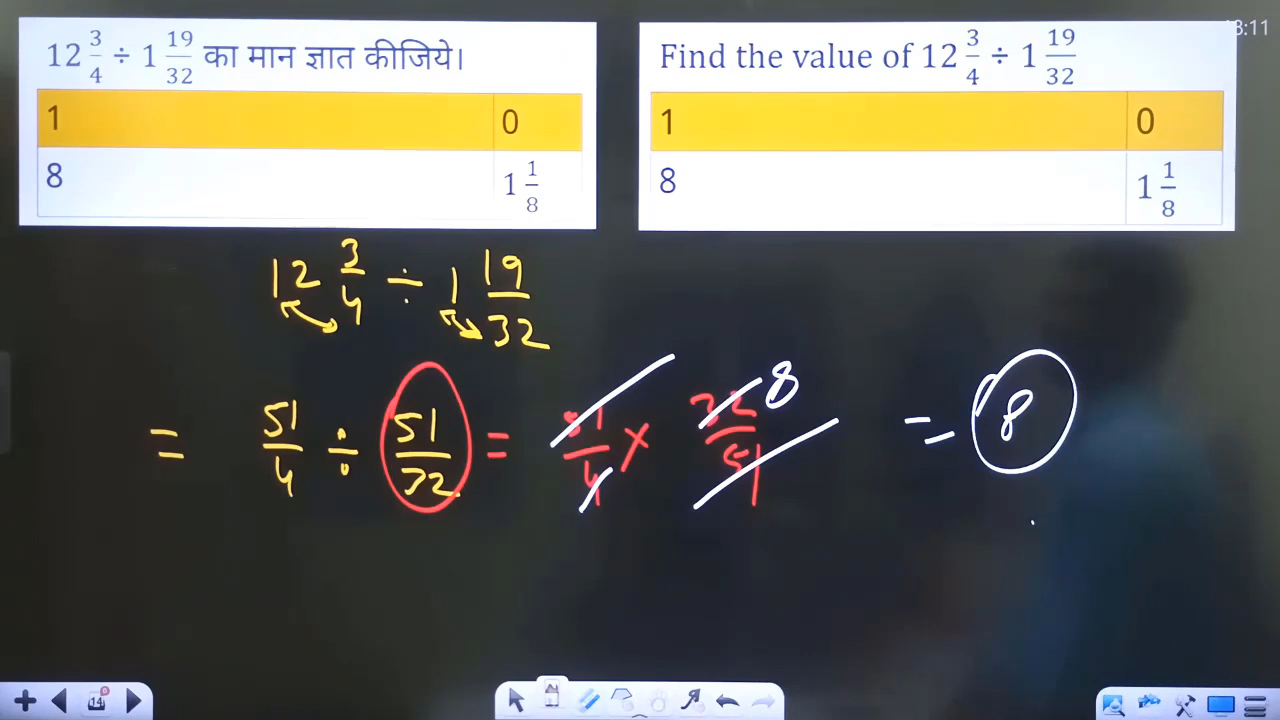 12 3/4 ÷ 1 19/32 का मान ज्ञात कीजिये।
1 0
8 1 1/8
Find the value of 12 3/4 ÷ 1 19/32
1 0
8 1 1/8
12 3/4 ÷ 1 19/32
= 51/4 ÷ 51/32 = 51/4 × 32/51 8 = 8
14